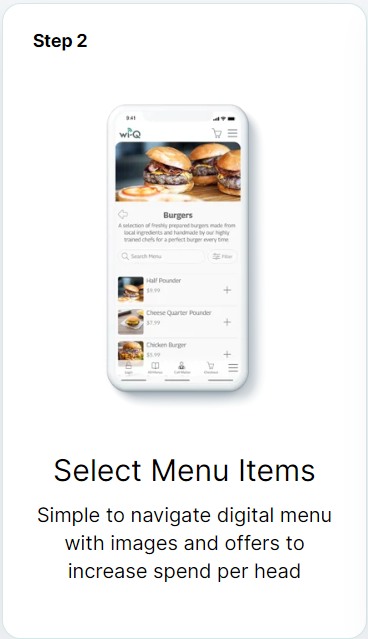 Step 2
9:41
wi-Q
Burgers
A selection of freshly prepared burgers made from
local ingredients and handmade by our highly
trained chefs for a perfect burger every time
Search Menu
Filter
Half Pounder
$9.99
Cheese Quarter Pounder
$7.99
Chicken Burger
Select Menu Items
Simple to navigate digital menu
with images and offers to
increase spend per head